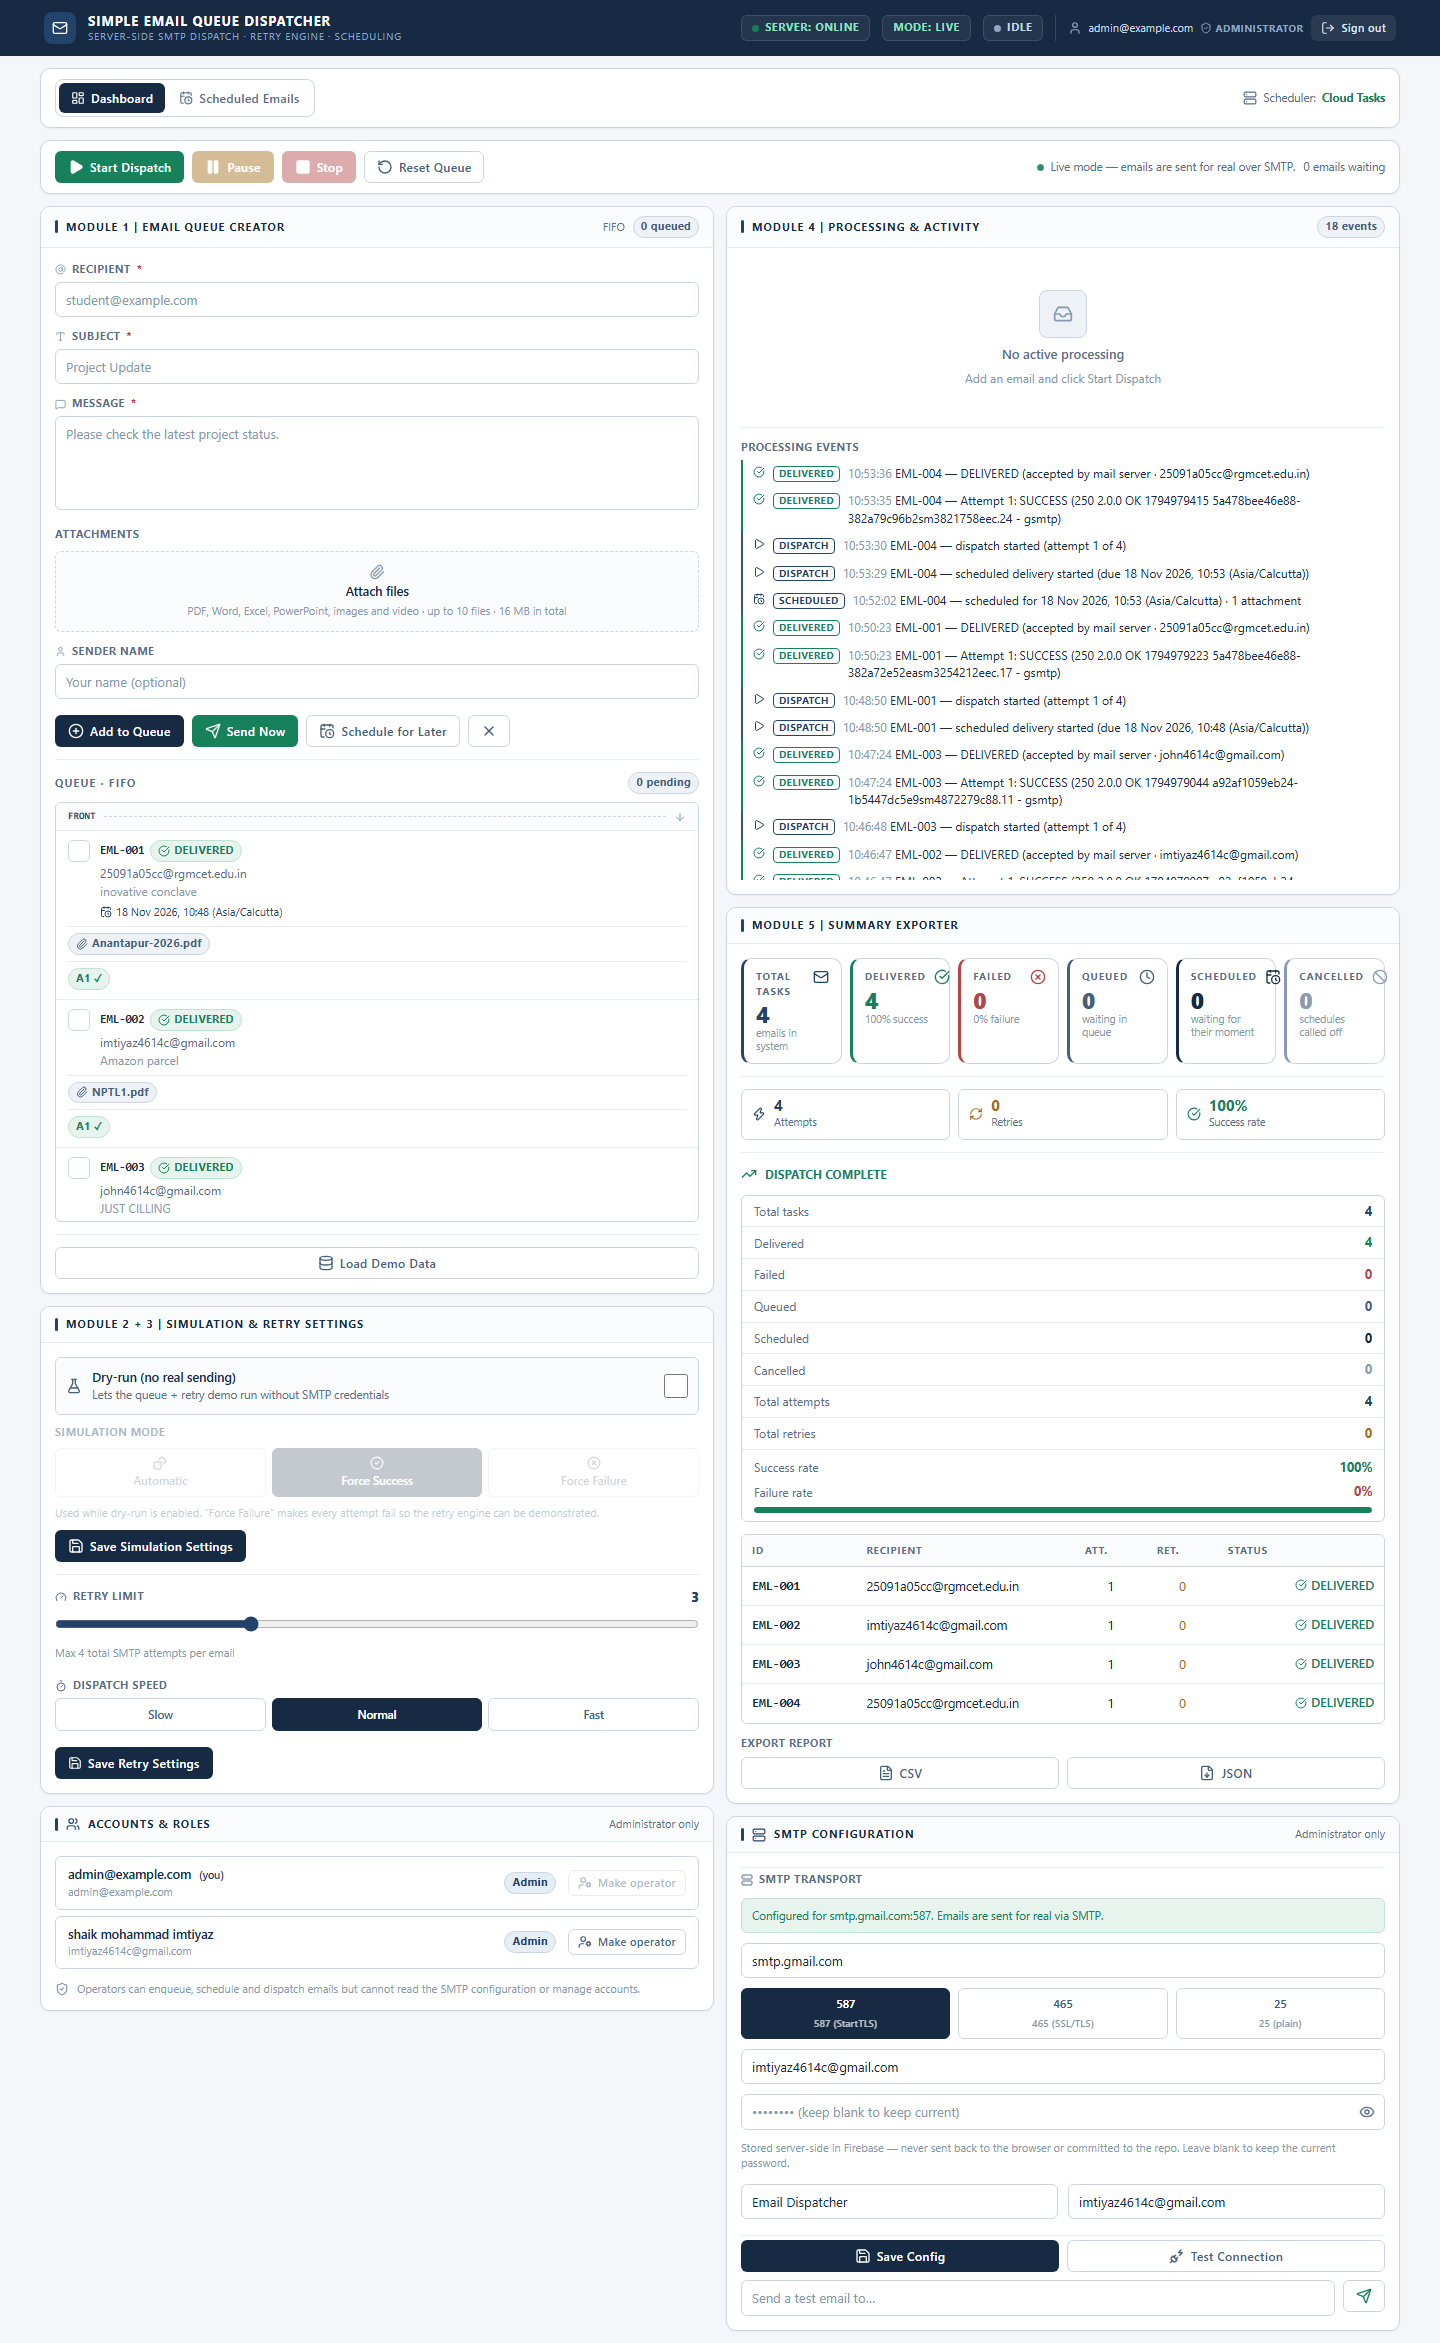 SIMPLE EMAIL QUEUE DISPATCHER
SERVER-SIDE SMTP DISPATCH · RETRY ENGINE · SCHEDULING
SERVER: ONLINE
MODE: LIVE
IDLE
admin@example.com
ADMINISTRATOR
Sign out
Dashboard
Scheduled Emails
Scheduler: Cloud Tasks
Start Dispatch
Pause
Stop
Reset Queue
Live mode — emails are sent for real over SMTP. 0 emails waiting
MODULE 1 | EMAIL QUEUE CREATOR
FIFO
0 queued
RECIPIENT *
student@example.com
SUBJECT *
Project Update
MESSAGE *
Please check the latest project status.
ATTACHMENTS
Attach files
PDF, Word, Excel, PowerPoint, images and video · up to 10 files · 16 MB in total
SENDER NAME
Your name (optional)
Add to Queue
Send Now
Schedule for Later
QUEUE · FIFO
0 pending
FRONT
EML-001 DELIVERED
25091a05cc@rgmcet.edu.in
inovative conclave
18 Nov 2026, 10:48 (Asia/Calcutta)
Anantapur-2026.pdf
A1 ✓
EML-002 DELIVERED
imtiyaz4614c@gmail.com
Amazon parcel
NPTL1.pdf
A1 ✓
EML-003 DELIVERED
john4614c@gmail.com
JUST CILLING
Load Demo Data
MODULE 2 + 3 | SIMULATION & RETRY SETTINGS
Dry-run (no real sending)
Lets the queue + retry demo run without SMTP credentials
SIMULATION MODE
Automatic
Force Success
Force Failure
Used while dry-run is enabled. "Force Failure" makes every attempt fail so the retry engine can be demonstrated.
Save Simulation Settings
RETRY LIMIT
3
Max 4 total SMTP attempts per email
DISPATCH SPEED
Slow
Normal
Fast
Save Retry Settings
ACCOUNTS & ROLES
Administrator only
admin@example.com (you)
admin@example.com
Admin
Make operator
shaik mohammad imtiyaz
imtiyaz4614c@gmail.com
Admin
Make operator
Operators can enqueue, schedule and dispatch emails but cannot read the SMTP configuration or manage accounts.
MODULE 4 | PROCESSING & ACTIVITY
18 events
No active processing
Add an email and click Start Dispatch
PROCESSING EVENTS
DELIVERED 10:53:36 EML-004 — DELIVERED (accepted by mail server · 25091a05cc@rgmcet.edu.in)
DELIVERED 10:53:35 EML-004 — Attempt 1: SUCCESS (250 2.0.0 OK 1794979415 5a478bee46e88-
382a79c96b2sm3821758eec.24 - gsmtp)
DISPATCH 10:53:30 EML-004 — dispatch started (attempt 1 of 4)
DISPATCH 10:53:29 EML-004 — scheduled delivery started (due 18 Nov 2026, 10:53 (Asia/Calcutta))
SCHEDULED 10:52:02 EML-004 — scheduled for 18 Nov 2026, 10:53 (Asia/Calcutta) · 1 attachment
DELIVERED 10:50:23 EML-001 — DELIVERED (accepted by mail server · 25091a05cc@rgmcet.edu.in)
DELIVERED 10:50:23 EML-001 — Attempt 1: SUCCESS (250 2.0.0 OK 1794979223 5a478bee46e88-
382a72e52easm3254212eec.17 - gsmtp)
DISPATCH 10:48:50 EML-001 — dispatch started (attempt 1 of 4)
DISPATCH 10:48:50 EML-001 — scheduled delivery started (due 18 Nov 2026, 10:48 (Asia/Calcutta))
DELIVERED 10:47:24 EML-003 — DELIVERED (accepted by mail server · john4614c@gmail.com)
DELIVERED 10:47:24 EML-003 — Attempt 1: SUCCESS (250 2.0.0 OK 1794979044 a92af1059eb24-
1b5447dc5e9sm4872279c88.11 - gsmtp)
DISPATCH 10:46:48 EML-003 — dispatch started (attempt 1 of 4)
DELIVERED 10:46:47 EML-002 — DELIVERED (accepted by mail server · imtiyaz4614c@gmail.com)
MODULE 5 | SUMMARY EXPORTER
TOTAL TASKS
4
emails in system
DELIVERED
4
100% success
FAILED
0
0% failure
QUEUED
0
waiting in queue
SCHEDULED
0
waiting for their moment
CANCELLED
0
schedules called off
4
Attempts
0
Retries
100%
Success rate
DISPATCH COMPLETE
Total tasks 4
Delivered 4
Failed 0
Queued 0
Scheduled 0
Cancelled 0
Total attempts 4
Total retries 0
Success rate 100%
Failure rate 0%
ID RECIPIENT ATT. RET. STATUS
EML-001 25091a05cc@rgmcet.edu.in 1 0 DELIVERED
EML-002 imtiyaz4614c@gmail.com 1 0 DELIVERED
EML-003 john4614c@gmail.com 1 0 DELIVERED
EML-004 25091a05cc@rgmcet.edu.in 1 0 DELIVERED
EXPORT REPORT
CSV
JSON
SMTP CONFIGURATION
Administrator only
SMTP TRANSPORT
Configured for smtp.gmail.com:587. Emails are sent for real via SMTP.
smtp.gmail.com
587
587 (StartTLS)
465
465 (SSL/TLS)
25
25 (plain)
imtiyaz4614c@gmail.com
•••••••• (keep blank to keep current)
Stored server-side in Firebase — never sent back to the browser or committed to the repo. Leave blank to keep the current
password.
Email Dispatcher
imtiyaz4614c@gmail.com
Save Config
Test Connection
Send a test email to...